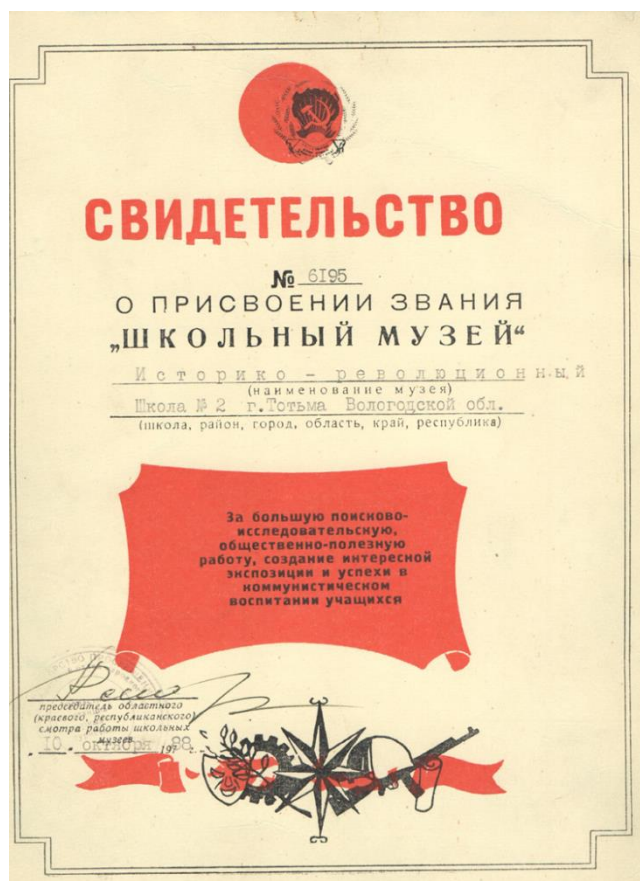 СВИДЕТЕЛЬСТВО
№ 6195
О ПРИСВОЕНИИ ЗВАНИЯ
„ШКОЛЬНЫЙ МУЗЕЙ“
Историко - революционный
(наименование музея)
Школа № 2 г.Тотьма Вологодской обл.
(школа, район, город, область, край, республика)
За большую поисково-
исследовательскую,
общественно-полезную
работу, создание интересной
экспозиции и успехи в
коммунистическом
воспитании учащихся
председатель областного
(краевого, республиканского)
смотра работы школьных
музеев
10. октября 197 88